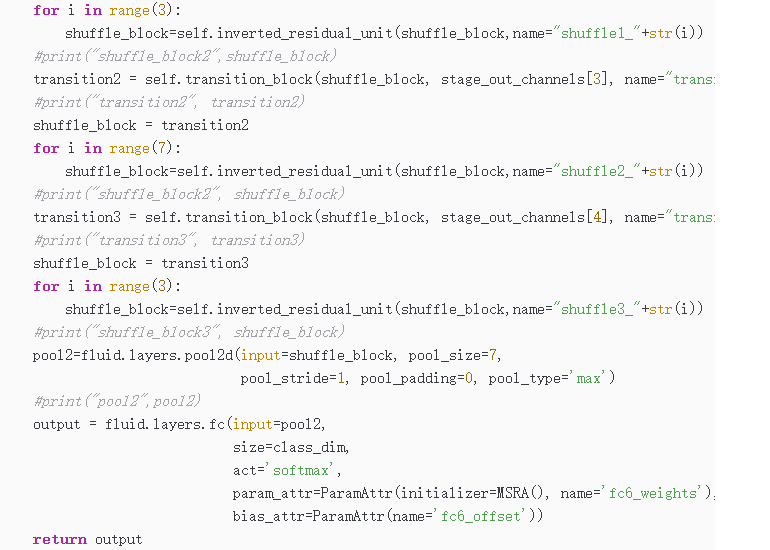 for i in range(3):
    shuffle_block=self.inverted_residual_unit(shuffle_block,name="shuffle1_"+str(i))
#print("shuffle_block2",shuffle_block)
transition2 = self.transition_block(shuffle_block, stage_out_channels[3], name="trans
#print("transition2", transition2)
shuffle_block = transition2
for i in range(7):
    shuffle_block=self.inverted_residual_unit(shuffle_block,name="shuffle2_"+str(i))
#print("shuffle_block2", shuffle_block)
transition3 = self.transition_block(shuffle_block, stage_out_channels[4], name="trans
#print("transition3", transition3)
shuffle_block = transition3
for i in range(3):
    shuffle_block=self.inverted_residual_unit(shuffle_block,name="shuffle3_"+str(i))
#print("shuffle_block3", shuffle_block)
pool2=fluid.layers.pool2d(input=shuffle_block, pool_size=7,
                          pool_stride=1, pool_padding=0, pool_type='max')
#print("pool2",pool2)
output = fluid.layers.fc(input=pool2,
                         size=class_dim,
                         act='softmax',
                         param_attr=ParamAttr(initializer=MSRA(), name='fc6_weights'),
                         bias_attr=ParamAttr(name='fc6_offset'))
return output